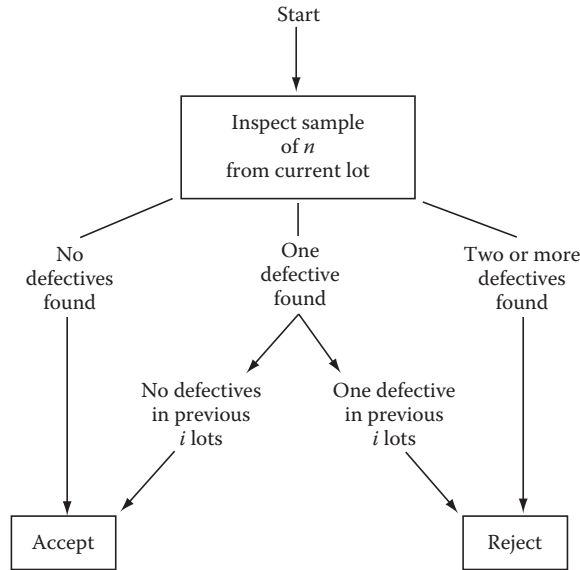 Start
Inspect sample
of n
from current lot
No
defectives
found
One
defective
found
Two or more
defectives
found
No defectives
in previous
i lots
One defective
in previous
i lots
Accept
Reject